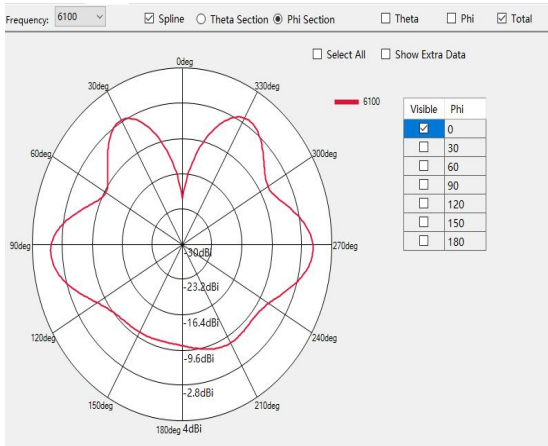 Frequency: 6100 Spline Theta Section Phi Section Theta Phi Total
Select All Show Extra Data
0deg
30deg
330deg
6100
Visible Phi
0
30
60
90
120
150
180
60deg
300deg
90deg
270deg
-30dBi
-23.2dBi
-16.4dBi
120deg
240deg
-9.6dBi
-2.8dBi
150deg
210deg
180deg 4dBi